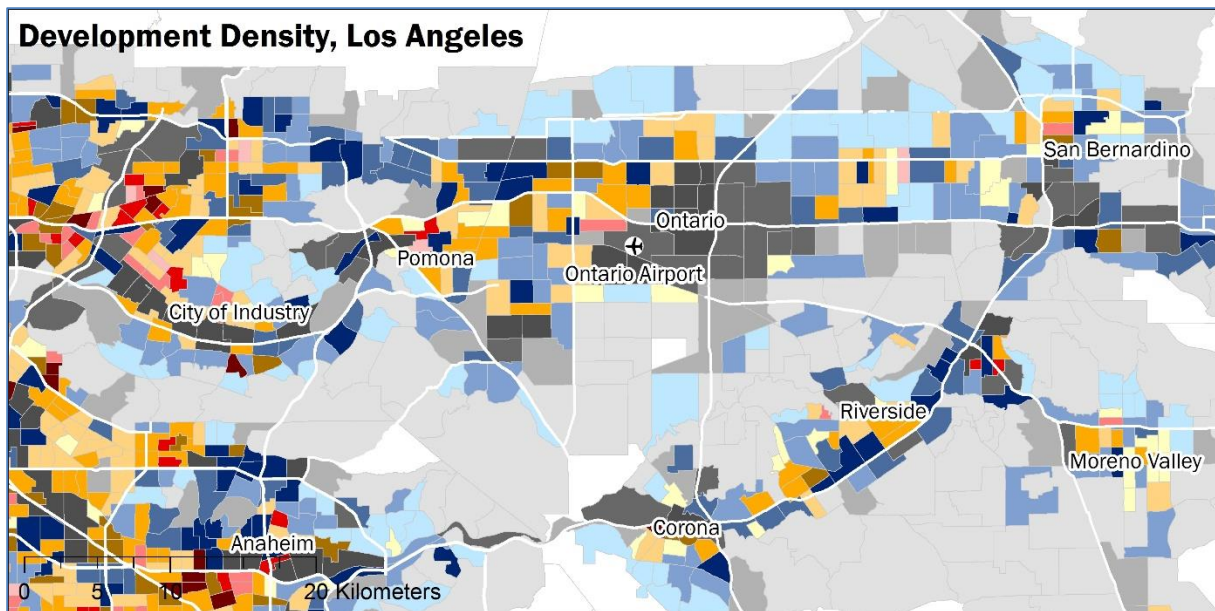 Development Density, Los Angeles
San Bernardino
Ontario
Pomona
Ontario Airport
City of Industry
Riverside
Moreno Valley
Corona
Anaheim
0 5 10 20 Kilometers